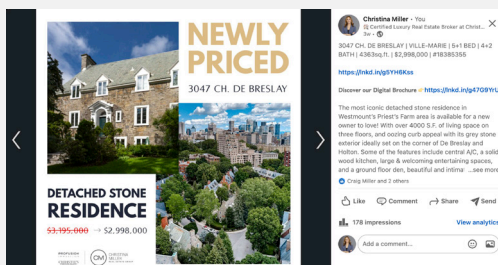 NEWLY
PRICED
3047 CH. DE BRESLAY
DETACHED STONE
RESIDENCE
$3,195,000 → $2,998,000
PROFUSION
CM
CHRISTINA
MILLER
Christina Miller • You
Certified Luxury Real Estate Broker at Christ...
3w •
3047 CH. DE BRESLAY | VILLE-MARIE | 5+1 BED | 4+2
BATH | 4363sq.ft. | $2,998,000 | #18385355
https://lnkd.in/g5YH6Kss
Discover our Digital Brochure https://lnkd.in/g47G9YrU
The most iconic detached stone residence in
Westmount's Priest's Farm area is available for a new
owner to love! With over 4000 S.F. of living space on
three floors, and oozing curb appeal with its grey stone
exterior ideally set on the corner of De Breslay and
Holton. Some of the features include central A/C, a solid
wood kitchen, large & welcoming entertaining spaces,
and a ground floor den, beautiful and intima ...see more
Craig Miller and 2 others
Like Comment Share Send
178 impressions View analytics
Add a comment...